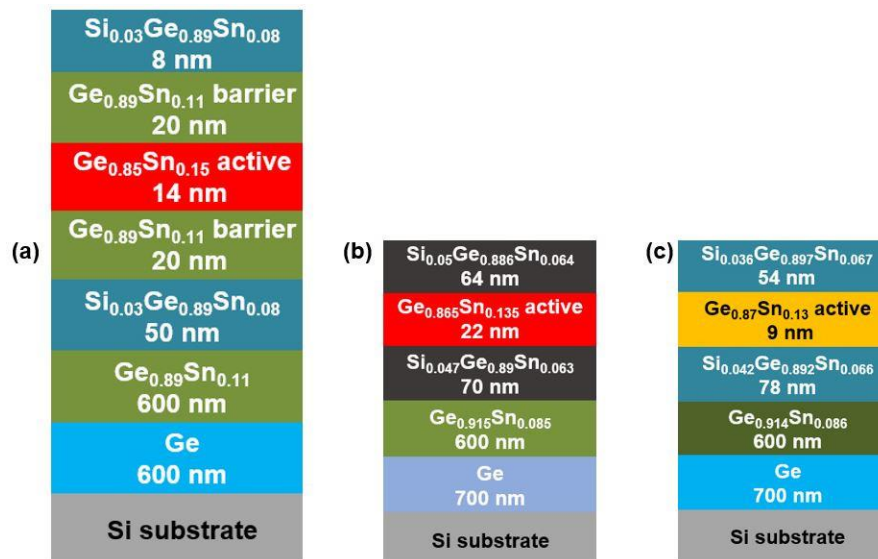 (a)
Si0.03Ge0.89Sn0.08
8 nm
Ge0.89Sn0.11 barrier
20 nm
Ge0.85Sn0.15 active
14 nm
Ge0.89Sn0.11 barrier
20 nm
Si0.03Ge0.89Sn0.08
50 nm
Ge0.89Sn0.11
600 nm
Ge
600 nm
Si substrate
(b)
Si0.05Ge0.886Sn0.064
64 nm
Ge0.865Sn0.135 active
22 nm
Si0.047Ge0.89Sn0.063
70 nm
Ge0.915Sn0.085
600 nm
Ge
700 nm
Si substrate
(c)
Si0.036Ge0.897Sn0.067
54 nm
Ge0.87Sn0.13 active
9 nm
Si0.042Ge0.892Sn0.066
78 nm
Ge0.914Sn0.086
600 nm
Ge
700 nm
Si substrate